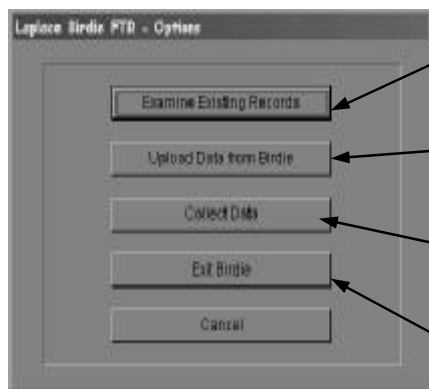 Laplace Birdie PTR - Options
Examine Existing Records
Upload Data from Birdie
Collect Data
Exit Birdie
Cancel